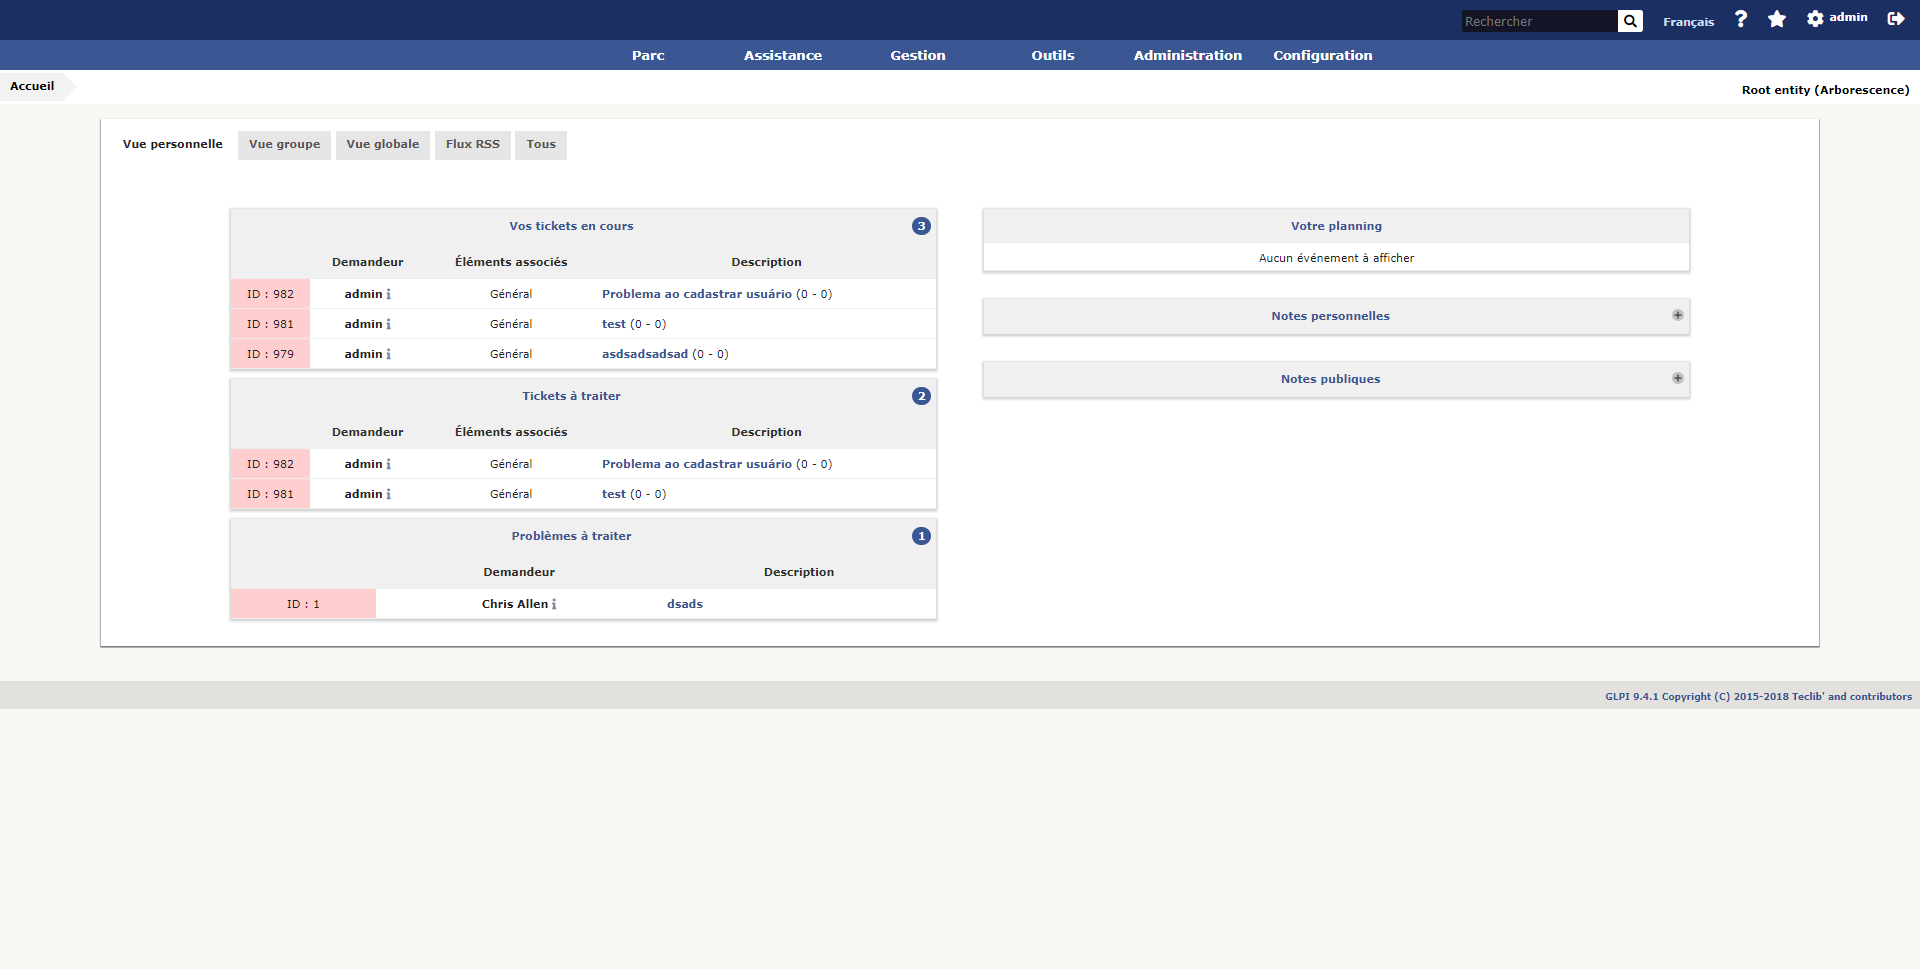 Rechercher Français ? admin
Parc Assistance Gestion Outils Administration Configuration
Accueil
Root entity (Arborescence)
Vue personnelle Vue groupe Vue globale Flux RSS Tous
Vos tickets en cours 3
Demandeur Éléments associés Description
ID : 982 admin Général Problema ao cadastrar usuário (0 - 0)
ID : 981 admin Général test (0 - 0)
ID : 979 admin Général asdsadsadsad (0 - 0)
Tickets à traiter 2
Demandeur Éléments associés Description
ID : 982 admin Général Problema ao cadastrar usuário (0 - 0)
ID : 981 admin Général test (0 - 0)
Problèmes à traiter 1
Demandeur Description
ID : 1 Chris Allen dsads
Votre planning
Aucun événement à afficher
Notes personnelles
Notes publiques
GLPI 9.4.1 Copyright (C) 2015-2018 Teclib' and contributors